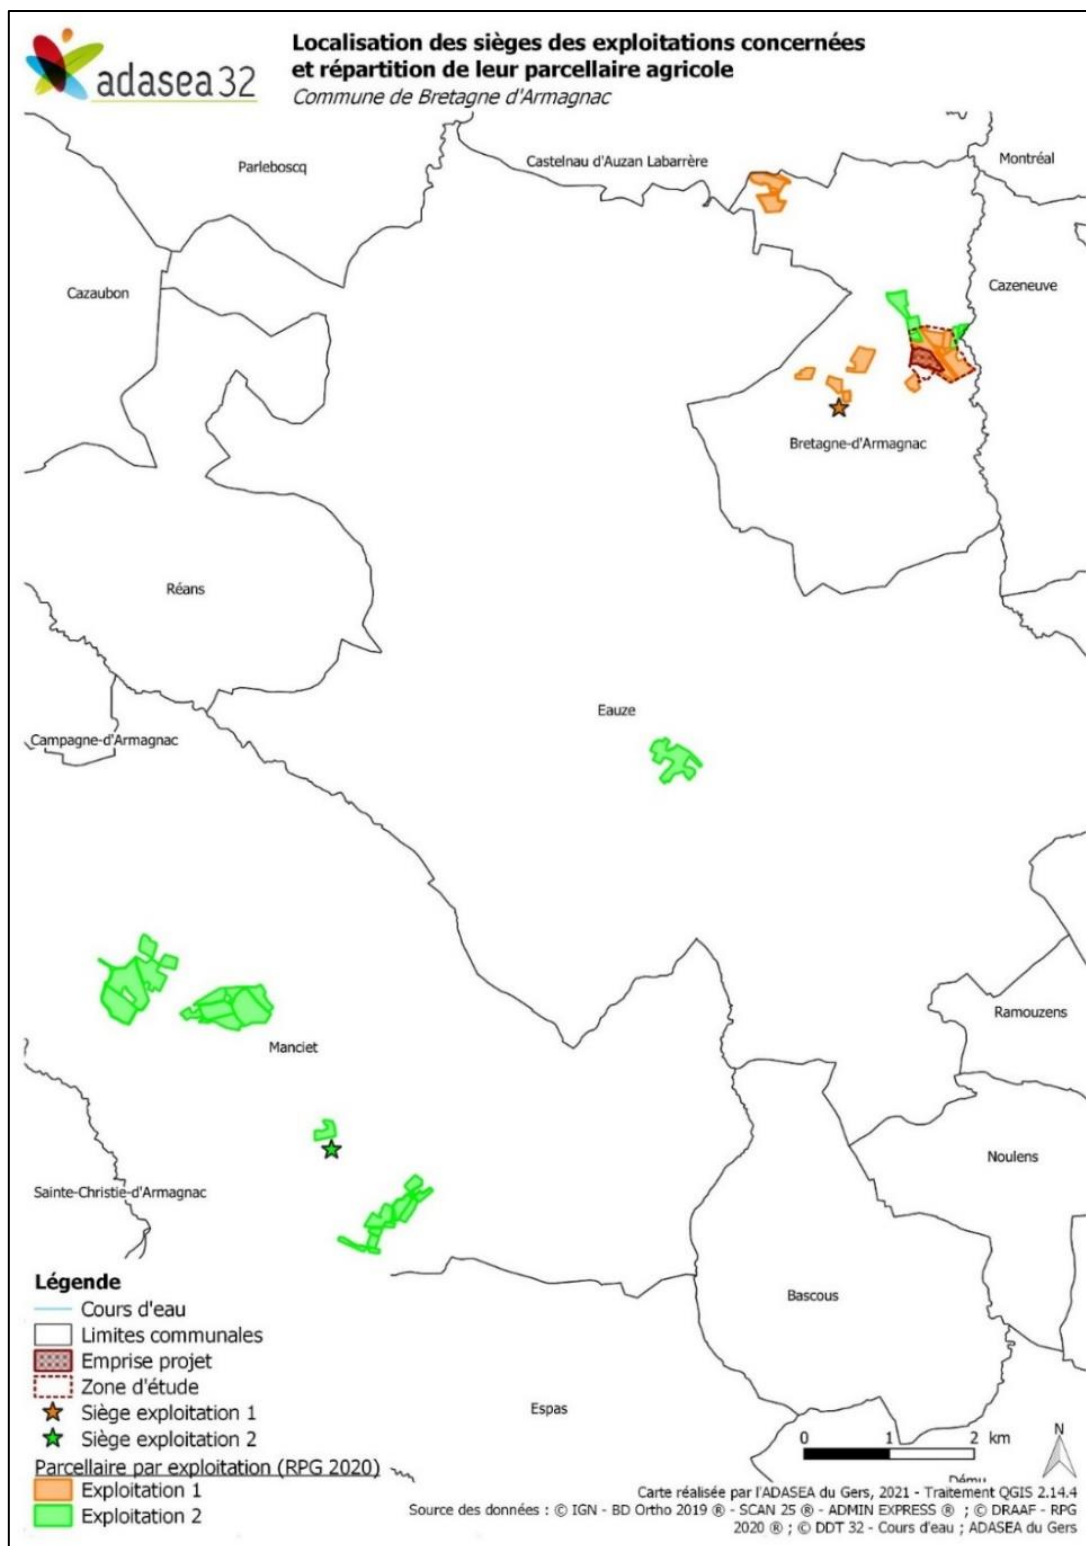 adasea 32
Localisation des sièges des exploitations concernées
et répartition de leur parcellaire agricole
Commune de Bretagne d'Armagnac
Parleboscq
Castelnau d'Auzan Labarrère
Montréal
Cazaubon
Cazeneuve
Bretagne-d'Armagnac
Réans
Eauze
Campagne-d'Armagnac
Ramouzens
Manciet
Noulens
Sainte-Christie-d'Armagnac
Bascous
Espas
Légende
Cours d'eau
Limites communales
Emprise projet
Zone d'étude
Siège exploitation 1
Siège exploitation 2
Parcellaire par exploitation (RPG 2020)
Exploitation 1
Exploitation 2
0 1 2 km
N
Dému
Carte réalisée par l'ADASEA du Gers, 2021 - Traitement QGIS 2.14.4
Source des données : © IGN - BD Ortho 2019 ® - SCAN 25 ® - ADMIN EXPRESS ® ; © DRAAF - RPG
2020 ® ; © DDT 32 - Cours d'eau ; ADASEA du Gers